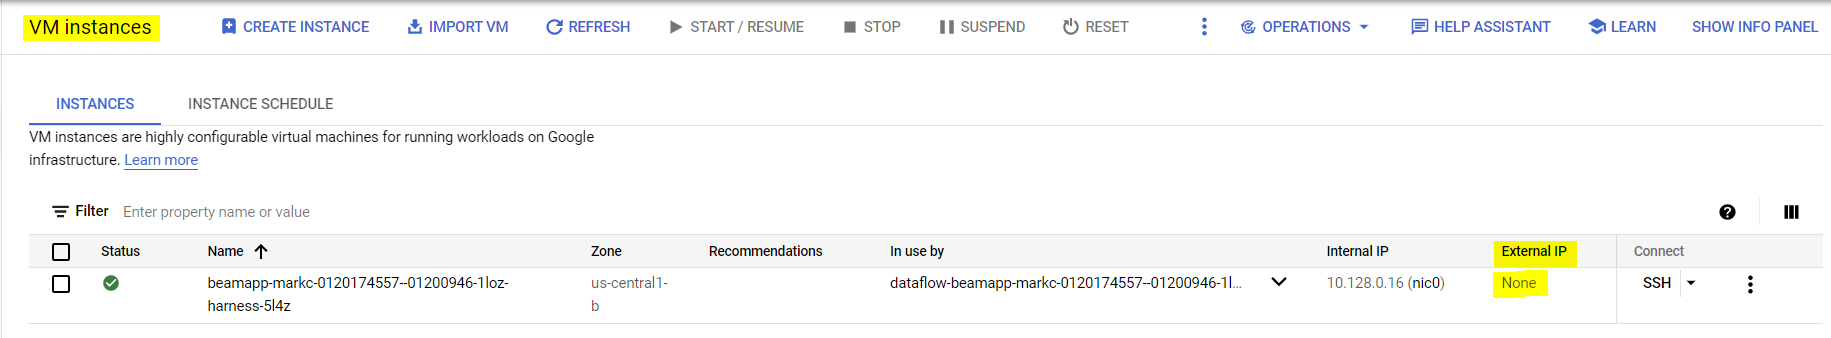 VM instances CREATE INSTANCE IMPORT VM REFRESH START / RESUME STOP SUSPEND RESET OPERATIONS HELP ASSISTANT LEARN SHOW INFO PANEL
INSTANCES INSTANCE SCHEDULE
VM instances are highly configurable virtual machines for running workloads on Google
infrastructure. Learn more
Filter Enter property name or value
Status Name Zone Recommendations In use by Internal IP External IP Connect
beamapp-markc-0120174557--01200946-1loz- us-central1- dataflow-beamapp-markc-0120174557--01200946-1l... 10.128.0.16 (nic0) None SSH
harness-5l4z b